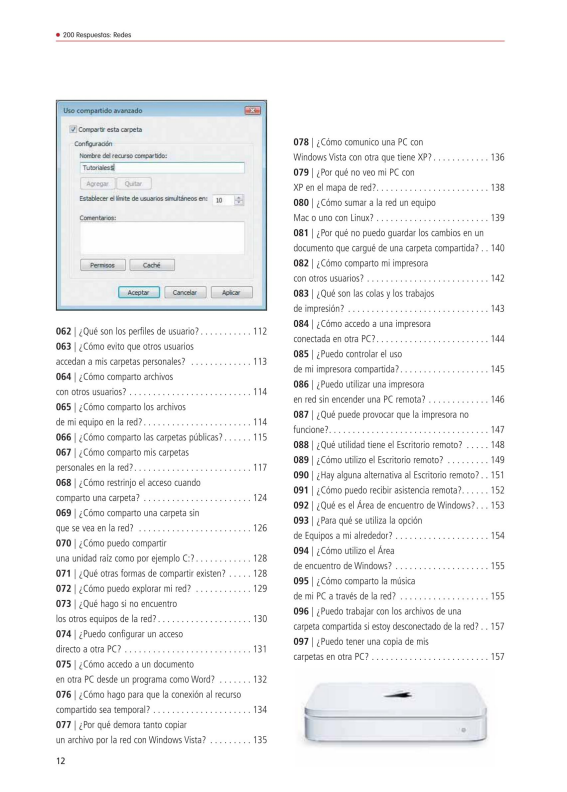 200 Respuestas: Redes
Uso compartido avanzado
Compartir esta carpeta
Configuración
Nombre del recurso compartido:
Tutoriales$
Agregar Quitar
Establecer el límite de usuarios simultáneos en: 10
Comentarios:
Permisos Caché
Aceptar Cancelar Aplicar
062 | ¿Qué son los perfiles de usuario? . . . . . . . . . . . 112
063 | ¿Cómo evito que otros usuarios
accedan a mis carpetas personales? . . . . . . . . . . . . . 113
064 | ¿Cómo comparto archivos
con otros usuarios? . . . . . . . . . . . . . . . . . . . . . . . . . 114
065 | ¿Cómo comparto los archivos
de mi equipo en la red? . . . . . . . . . . . . . . . . . . . . . . 114
066 | ¿Cómo comparto las carpetas públicas? . . . . . . 115
067 | ¿Cómo comparto mis carpetas
personales en la red? . . . . . . . . . . . . . . . . . . . . . . . . 117
068 | ¿Cómo restrinjo el acceso cuando
comparto una carpeta? . . . . . . . . . . . . . . . . . . . . . . 124
069 | ¿Cómo comparto una carpeta sin
que se vea en la red? . . . . . . . . . . . . . . . . . . . . . . . 126
070 | ¿Cómo puedo compartir
una unidad raíz como por ejemplo C:? . . . . . . . . . . . . 128
071 | ¿Qué otras formas de compartir existen? . . . . . 128
072 | ¿Cómo puedo explorar mi red? . . . . . . . . . . . . 129
073 | ¿Qué hago si no encuentro
los otros equipos de la red? . . . . . . . . . . . . . . . . . . . 130
074 | ¿Puedo configurar un acceso
directo a otra PC? . . . . . . . . . . . . . . . . . . . . . . . . . . 131
075 | ¿Cómo accedo a un documento
en otra PC desde un programa como Word? . . . . . . . 132
076 | ¿Cómo hago para que la conexión al recurso
compartido sea temporal? . . . . . . . . . . . . . . . . . . . . 134
077 | ¿Por qué demora tanto copiar
un archivo por la red con Windows Vista? . . . . . . . . . 135
078 | ¿Cómo comunico una PC con
Windows Vista con otra que tiene XP? . . . . . . . . . . . . 136
079 | ¿Por qué no veo mi PC con
XP en el mapa de red? . . . . . . . . . . . . . . . . . . . . . . . 138
080 | ¿Cómo sumar a la red un equipo
Mac o uno con Linux? . . . . . . . . . . . . . . . . . . . . . . . 139
081 | ¿Por qué no puedo guardar los cambios en un
documento que cargué de una carpeta compartida? . . 140
082 | ¿Cómo comparto mi impresora
con otros usuarios? . . . . . . . . . . . . . . . . . . . . . . . . . 142
083 | ¿Qué son las colas y los trabajos
de impresión? . . . . . . . . . . . . . . . . . . . . . . . . . . . . . 143
084 | ¿Cómo accedo a una impresora
conectada en otra PC? . . . . . . . . . . . . . . . . . . . . . . . 144
085 | ¿Puedo controlar el uso
de mi impresora compartida? . . . . . . . . . . . . . . . . . . 145
086 | ¿Puedo utilizar una impresora
en red sin encender una PC remota? . . . . . . . . . . . . 146
087 | ¿Qué puede provocar que la impresora no
funcione? . . . . . . . . . . . . . . . . . . . . . . . . . . . . . . . . 147
088 | ¿Qué utilidad tiene el Escritorio remoto? . . . . . 148
089 | ¿Cómo utilizo el Escritorio remoto? . . . . . . . . . 149
090 | ¿Hay alguna alternativa al Escritorio remoto? . . 151
091 | ¿Cómo puedo recibir asistencia remota? . . . . . . 152
092 | ¿Qué es el Área de encuentro de Windows? . . . 153
093 | ¿Para qué se utiliza la opción
de Equipos a mi alrededor? . . . . . . . . . . . . . . . . . . . 154
094 | ¿Cómo utilizo el Área
de encuentro de Windows? . . . . . . . . . . . . . . . . . . . 155
095 | ¿Cómo comparto la música
de mi PC a través de la red? . . . . . . . . . . . . . . . . . . 155
096 | ¿Puedo trabajar con los archivos de una
carpeta compartida si estoy desconectado de la red? . . 157
097 | ¿Puedo tener una copia de mis
carpetas en otra PC? . . . . . . . . . . . . . . . . . . . . . . . . 157
12